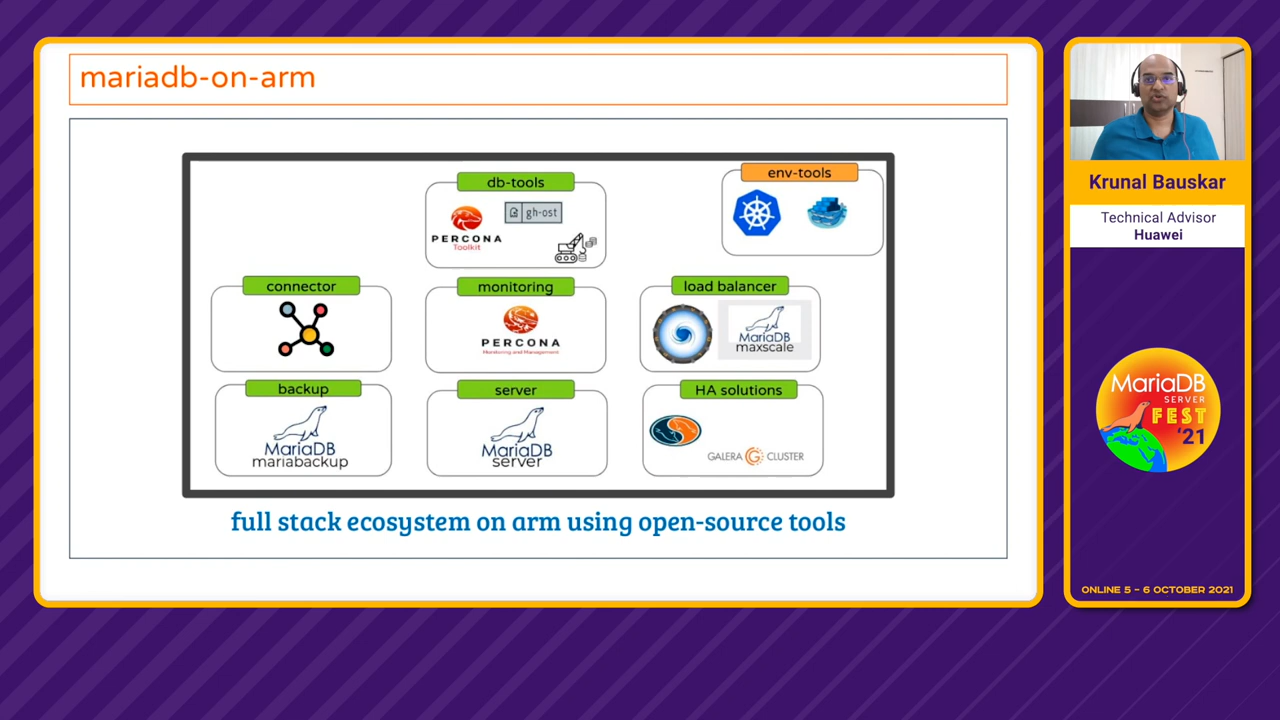 mariadb-on-arm
db-tools
PERCONA
Toolkit
gh-ost
env-tools
connector
monitoring
PERCONA
Monitoring and Management
load balancer
MariaDB
maxscale
backup
MariaDB
mariabackup
server
MariaDB
server
HA solutions
GALERA CLUSTER
full stack ecosystem on arm using open-source tools
Krunal Bauskar
Technical Advisor
Huawei
MariaDB
SERVER
FEST
'21
ONLINE 5 - 6 OCTOBER 2021